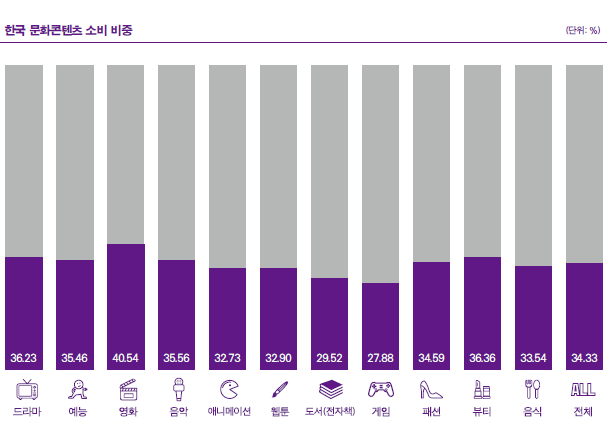 한국 문화콘텐츠 소비 비중
(단위: %)
36.23 35.46 40.54 35.56 32.73 32.90 29.52 27.88 34.59 36.36 33.54 34.33
ALL
드라마 예능 영화 음악 애니메이션 웹툰 도서(전자책) 게임 패션 뷰티 음식 전체